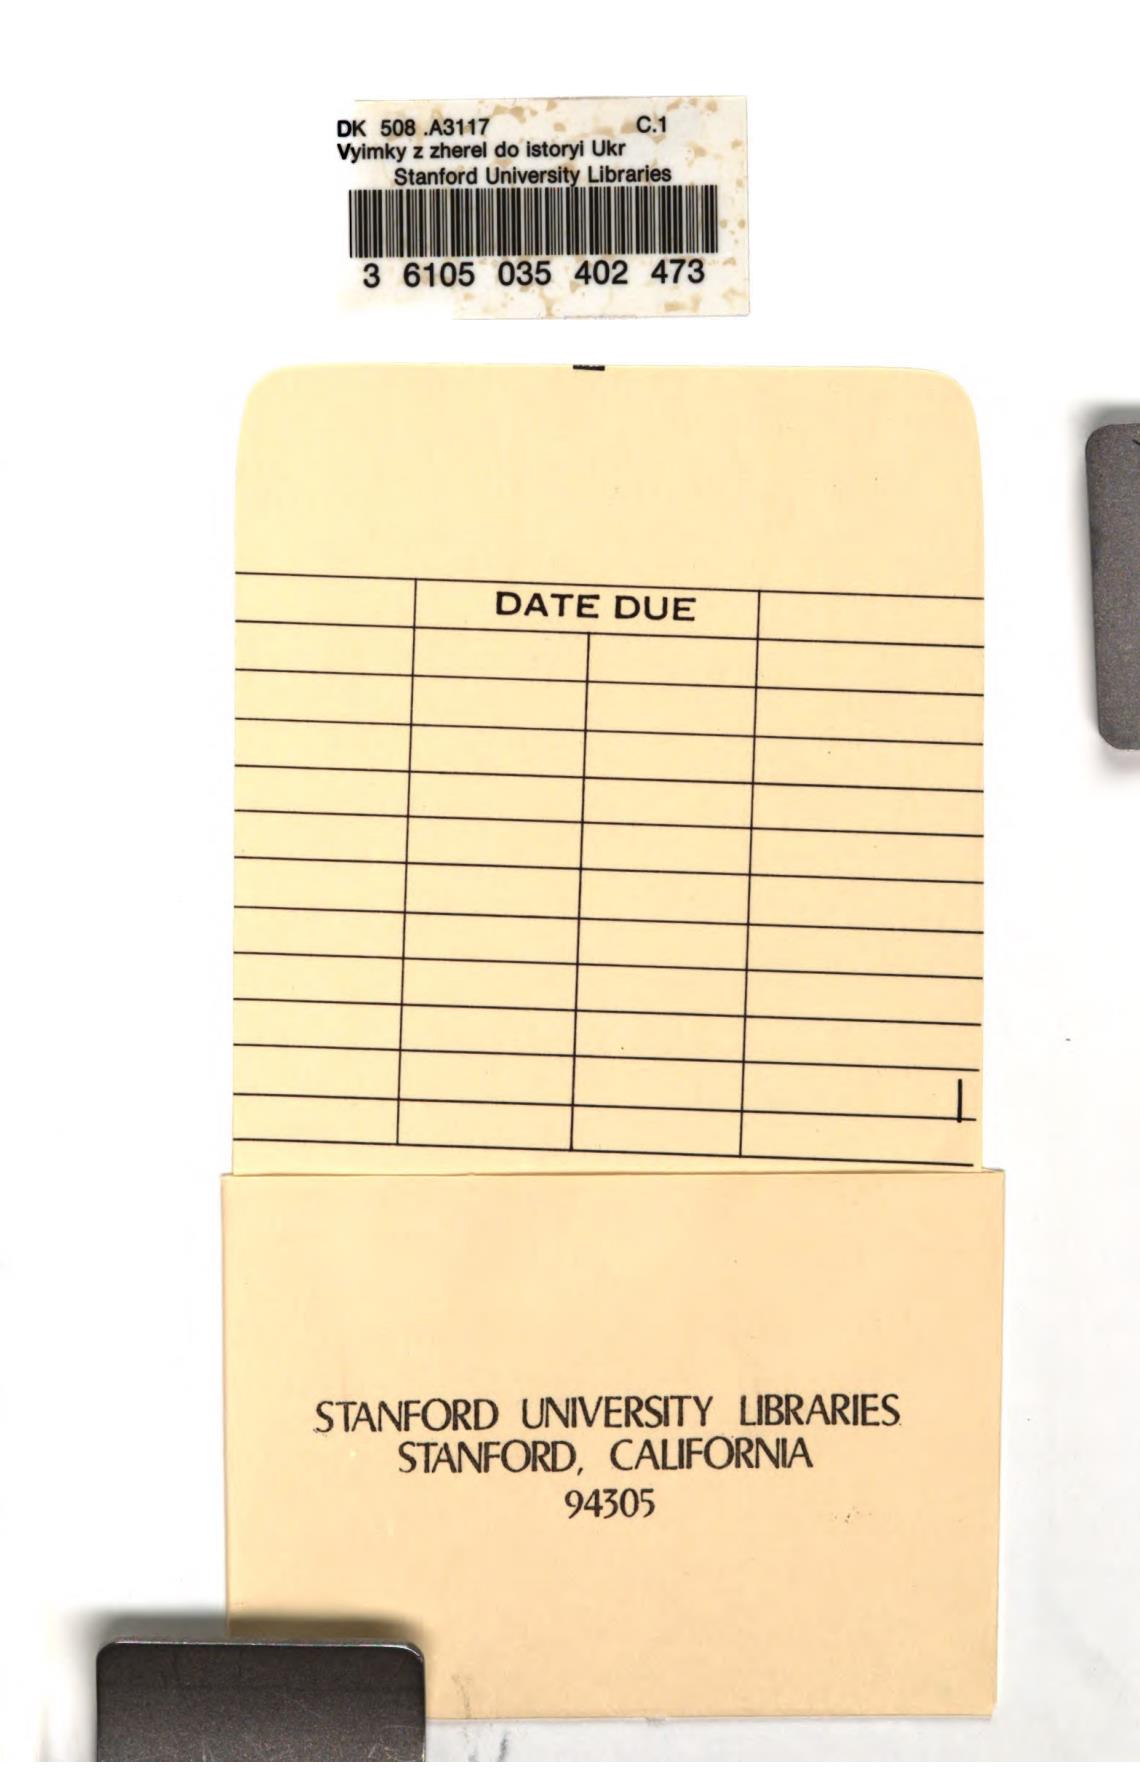 DK 508 .A3117 C.1
Vyimky z zherel do istoryi Ukr
Stanford University Libraries
3 6105 035 402 473
DATE DUE
STANFORD UNIVERSITY LIBRARIES
STANFORD, CALIFORNIA
94305